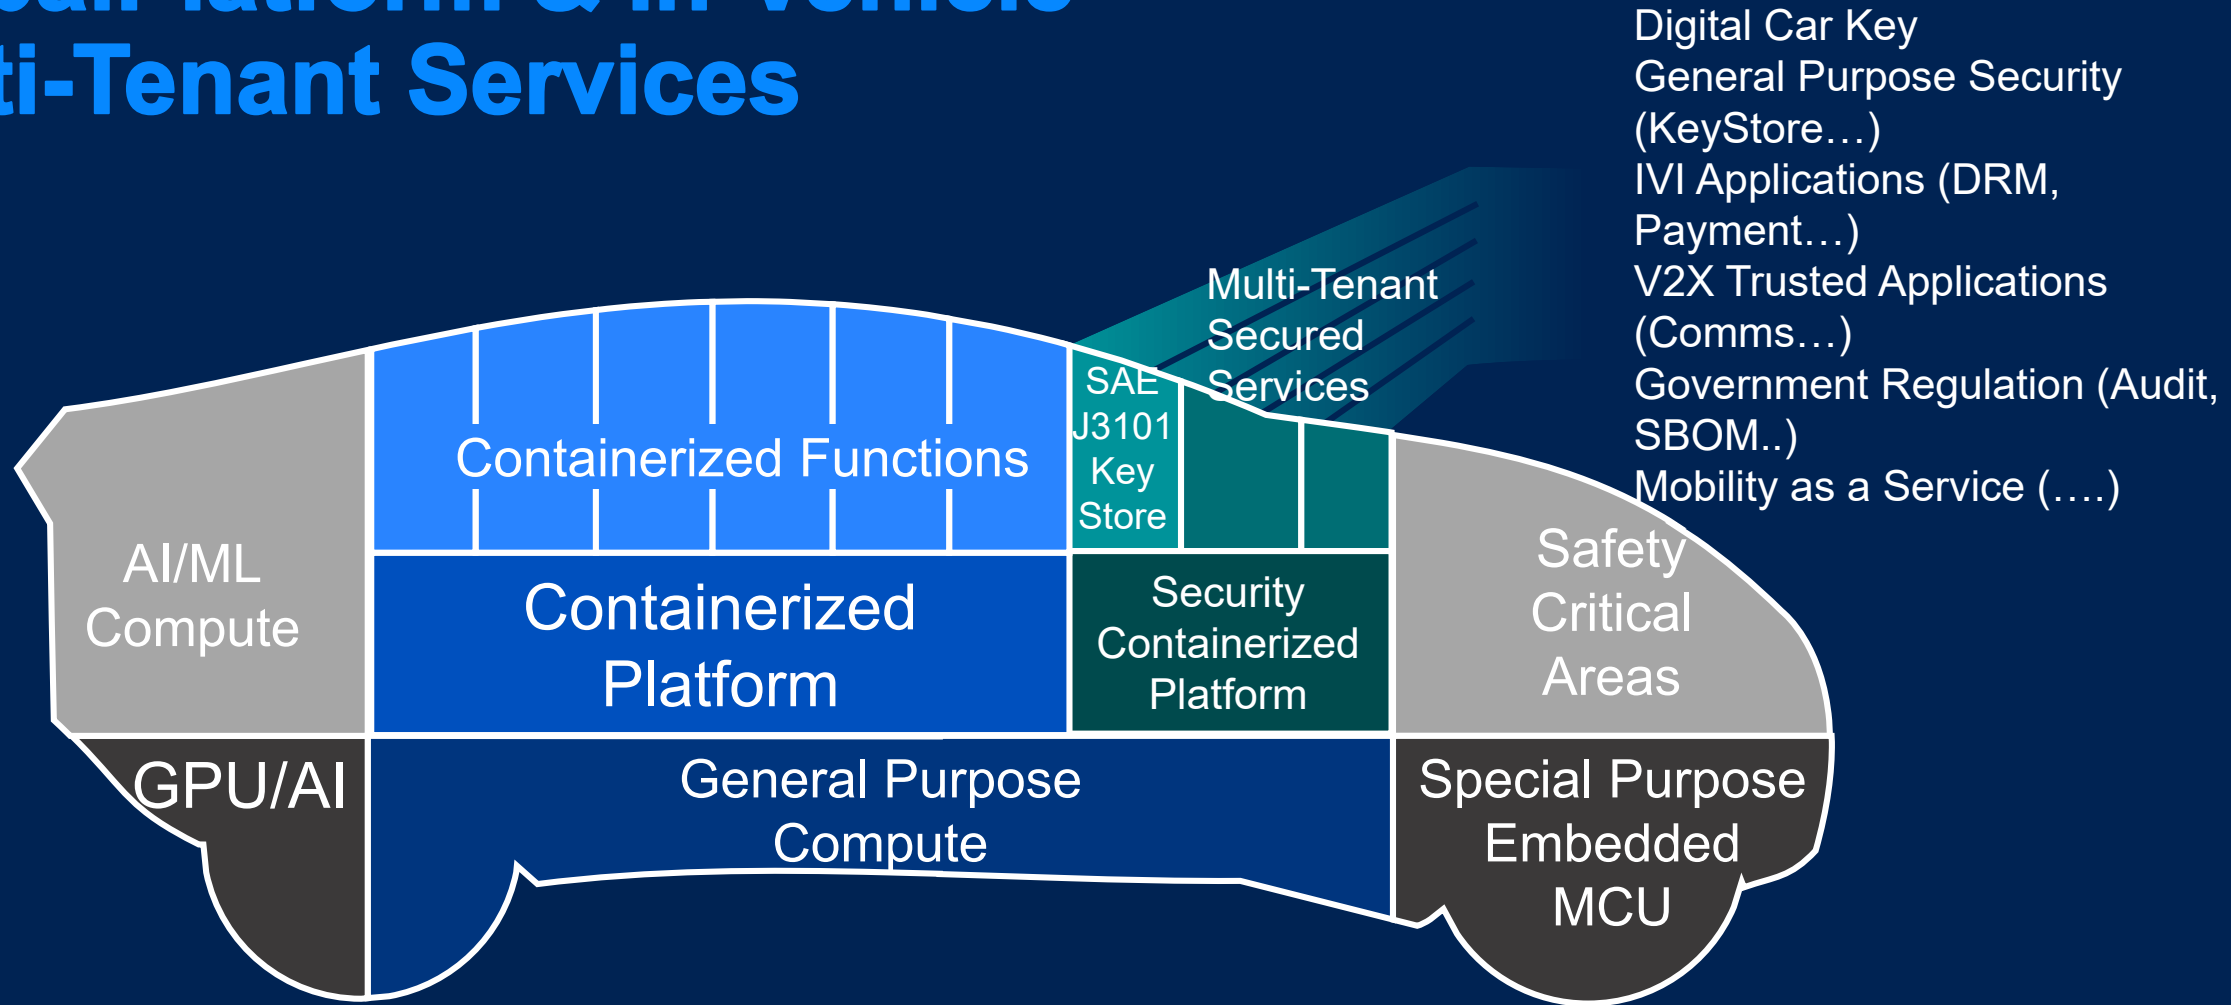 & In-Vehicle
ti-Tenant Services
Digital Car Key
General Purpose Security
(KeyStore…)
IVI Applications (DRM,
Payment…)
V2X Trusted Applications
(Comms…)
Government Regulation (Audit,
SBOM..)
Mobility as a Service (….)
Multi-Tenant
Secured
Services
SAE
J3101
Key
Store
Containerized Functions
AI/ML
Compute
Containerized
Platform
Security
Containerized
Platform
Safety
Critical
Areas
GPU/AI
General Purpose
Compute
Special Purpose
Embedded
MCU